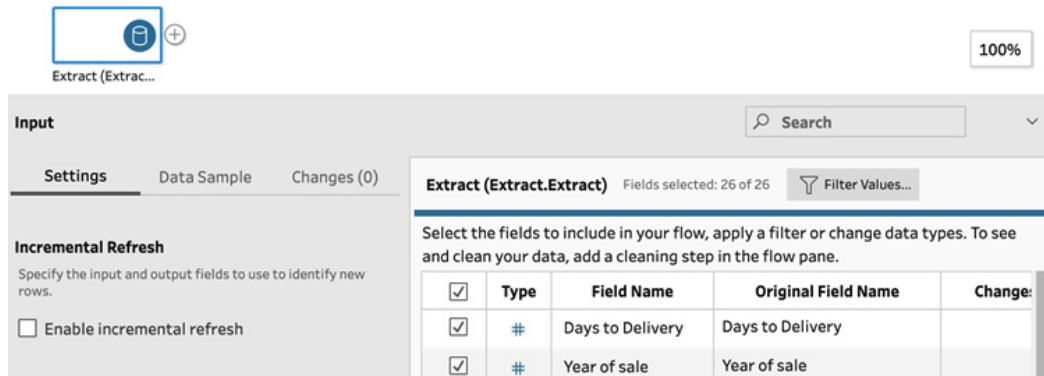 100%
Extract (Extrac...
Input
Search
Settings
Data Sample
Changes (0)
Extract (Extract.Extract)
Fields selected: 26 of 26
Filter Values...
Incremental Refresh
Specify the input and output fields to use to identify new
rows.
Enable incremental refresh
Select the fields to include in your flow, apply a filter or change data types. To see
and clean your data, add a cleaning step in the flow pane.
Type
Field Name
Original Field Name
Change
#
Days to Delivery
Days to Delivery
#
Year of sale
Year of sale